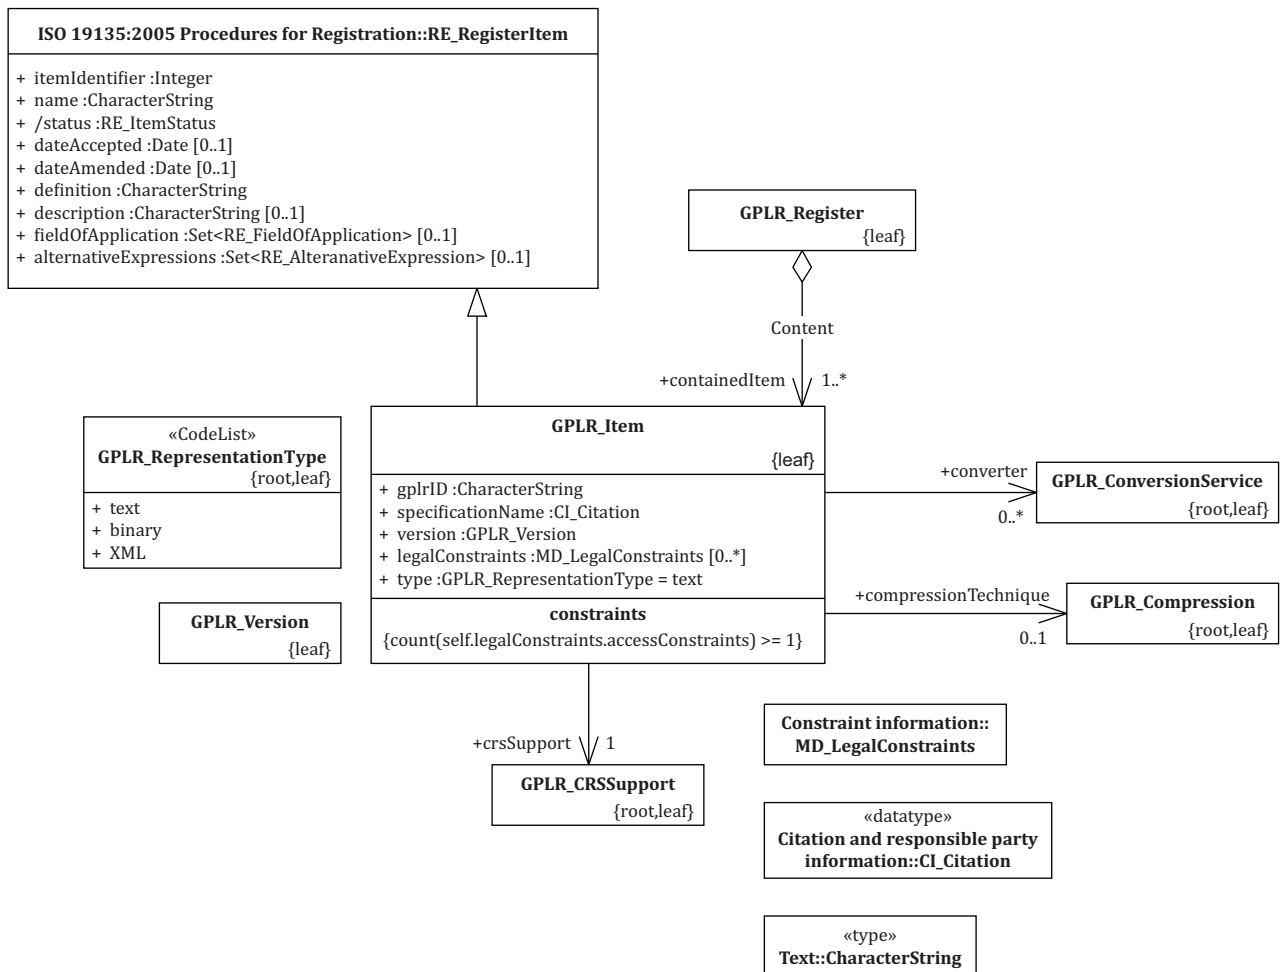 ISO 19135:2005 Procedures for Registration::RE_RegisterItem
+ itemIdentifier :Integer
+ name :CharacterString
+ /status :RE_ItemStatus
+ dateAccepted :Date [0..1]
+ dateAmended :Date [0..1]
+ definition :CharacterString
+ description :CharacterString [0..1]
+ fieldOfApplication :Set<RE_FieldOfApplication> [0..1]
+ alternativeExpressions :Set<RE_AlteranativeExpression> [0..1]
GPLR_Register
{leaf}
Content
+containedItem 1..*
«CodeList»
GPLR_RepresentationType
{root,leaf}
+ text
+ binary
+ XML
GPLR_Version
{leaf}
GPLR_Item
{leaf}
+ gplrID :CharacterString
+ specificationName :CI_Citation
+ version :GPLR_Version
+ legalConstraints :MD_LegalConstraints [0..*]
+ type :GPLR_RepresentationType = text
constraints
{count(self.legalConstraints.accessConstraints) >= 1}
+converter
0..*
GPLR_ConversionService
{root,leaf}
+compressionTechnique
0..1
GPLR_Compression
{root,leaf}
+crsSupport 1
GPLR_CRSSupport
{root,leaf}
Constraint information::
MD_LegalConstraints
«datatype»
Citation and responsible party
information::CI_Citation
«type»
Text::CharacterString